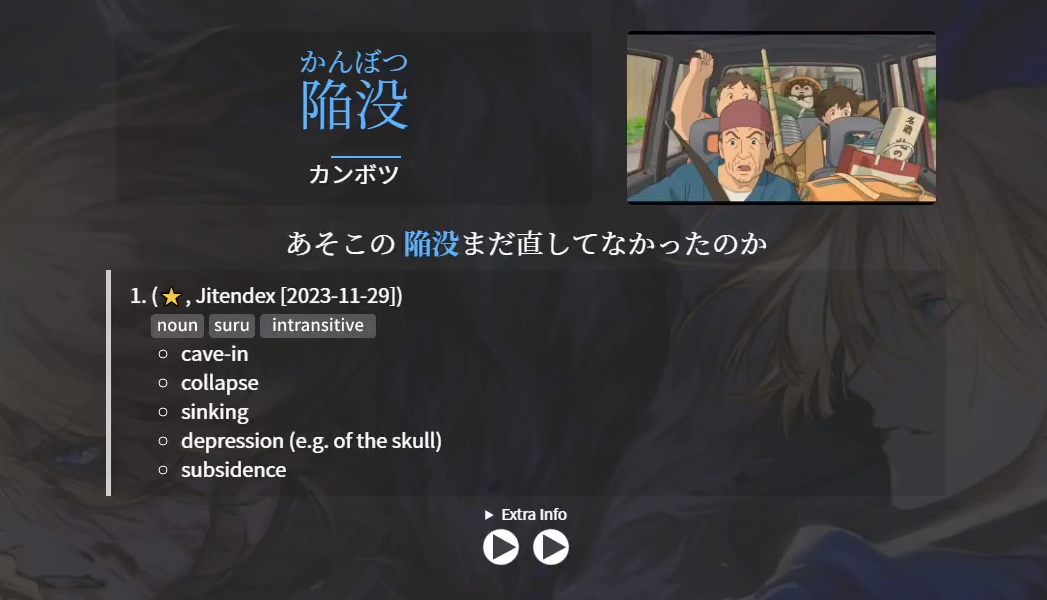 かんぼつ
陥没
カンボツ
名酒
あそこの 陥没まだ直してなかったのか
1. (⭐, Jitendex [2023-11-29])
noun suru intransitive
cave-in
collapse
sinking
depression (e.g. of the skull)
subsidence
▶ Extra Info